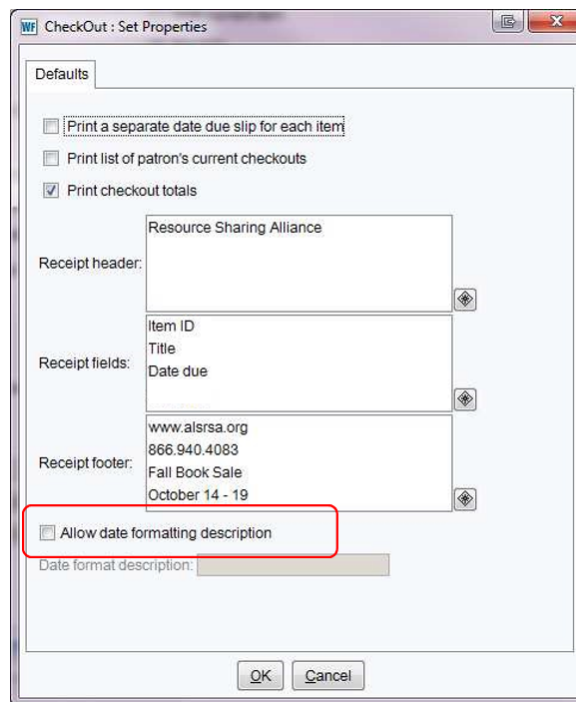 WF CheckOut : Set Properties
Defaults
Print a separate date due slip for each item
Print list of patron's current checkouts
Print checkout totals
Receipt header:
Resource Sharing Alliance
Receipt fields:
Item ID
Title
Date due
Receipt footer:
www.alsrsa.org
866.940.4083
Fall Book Sale
October 14 - 19
Allow date formatting description
Date format description:
OK Cancel